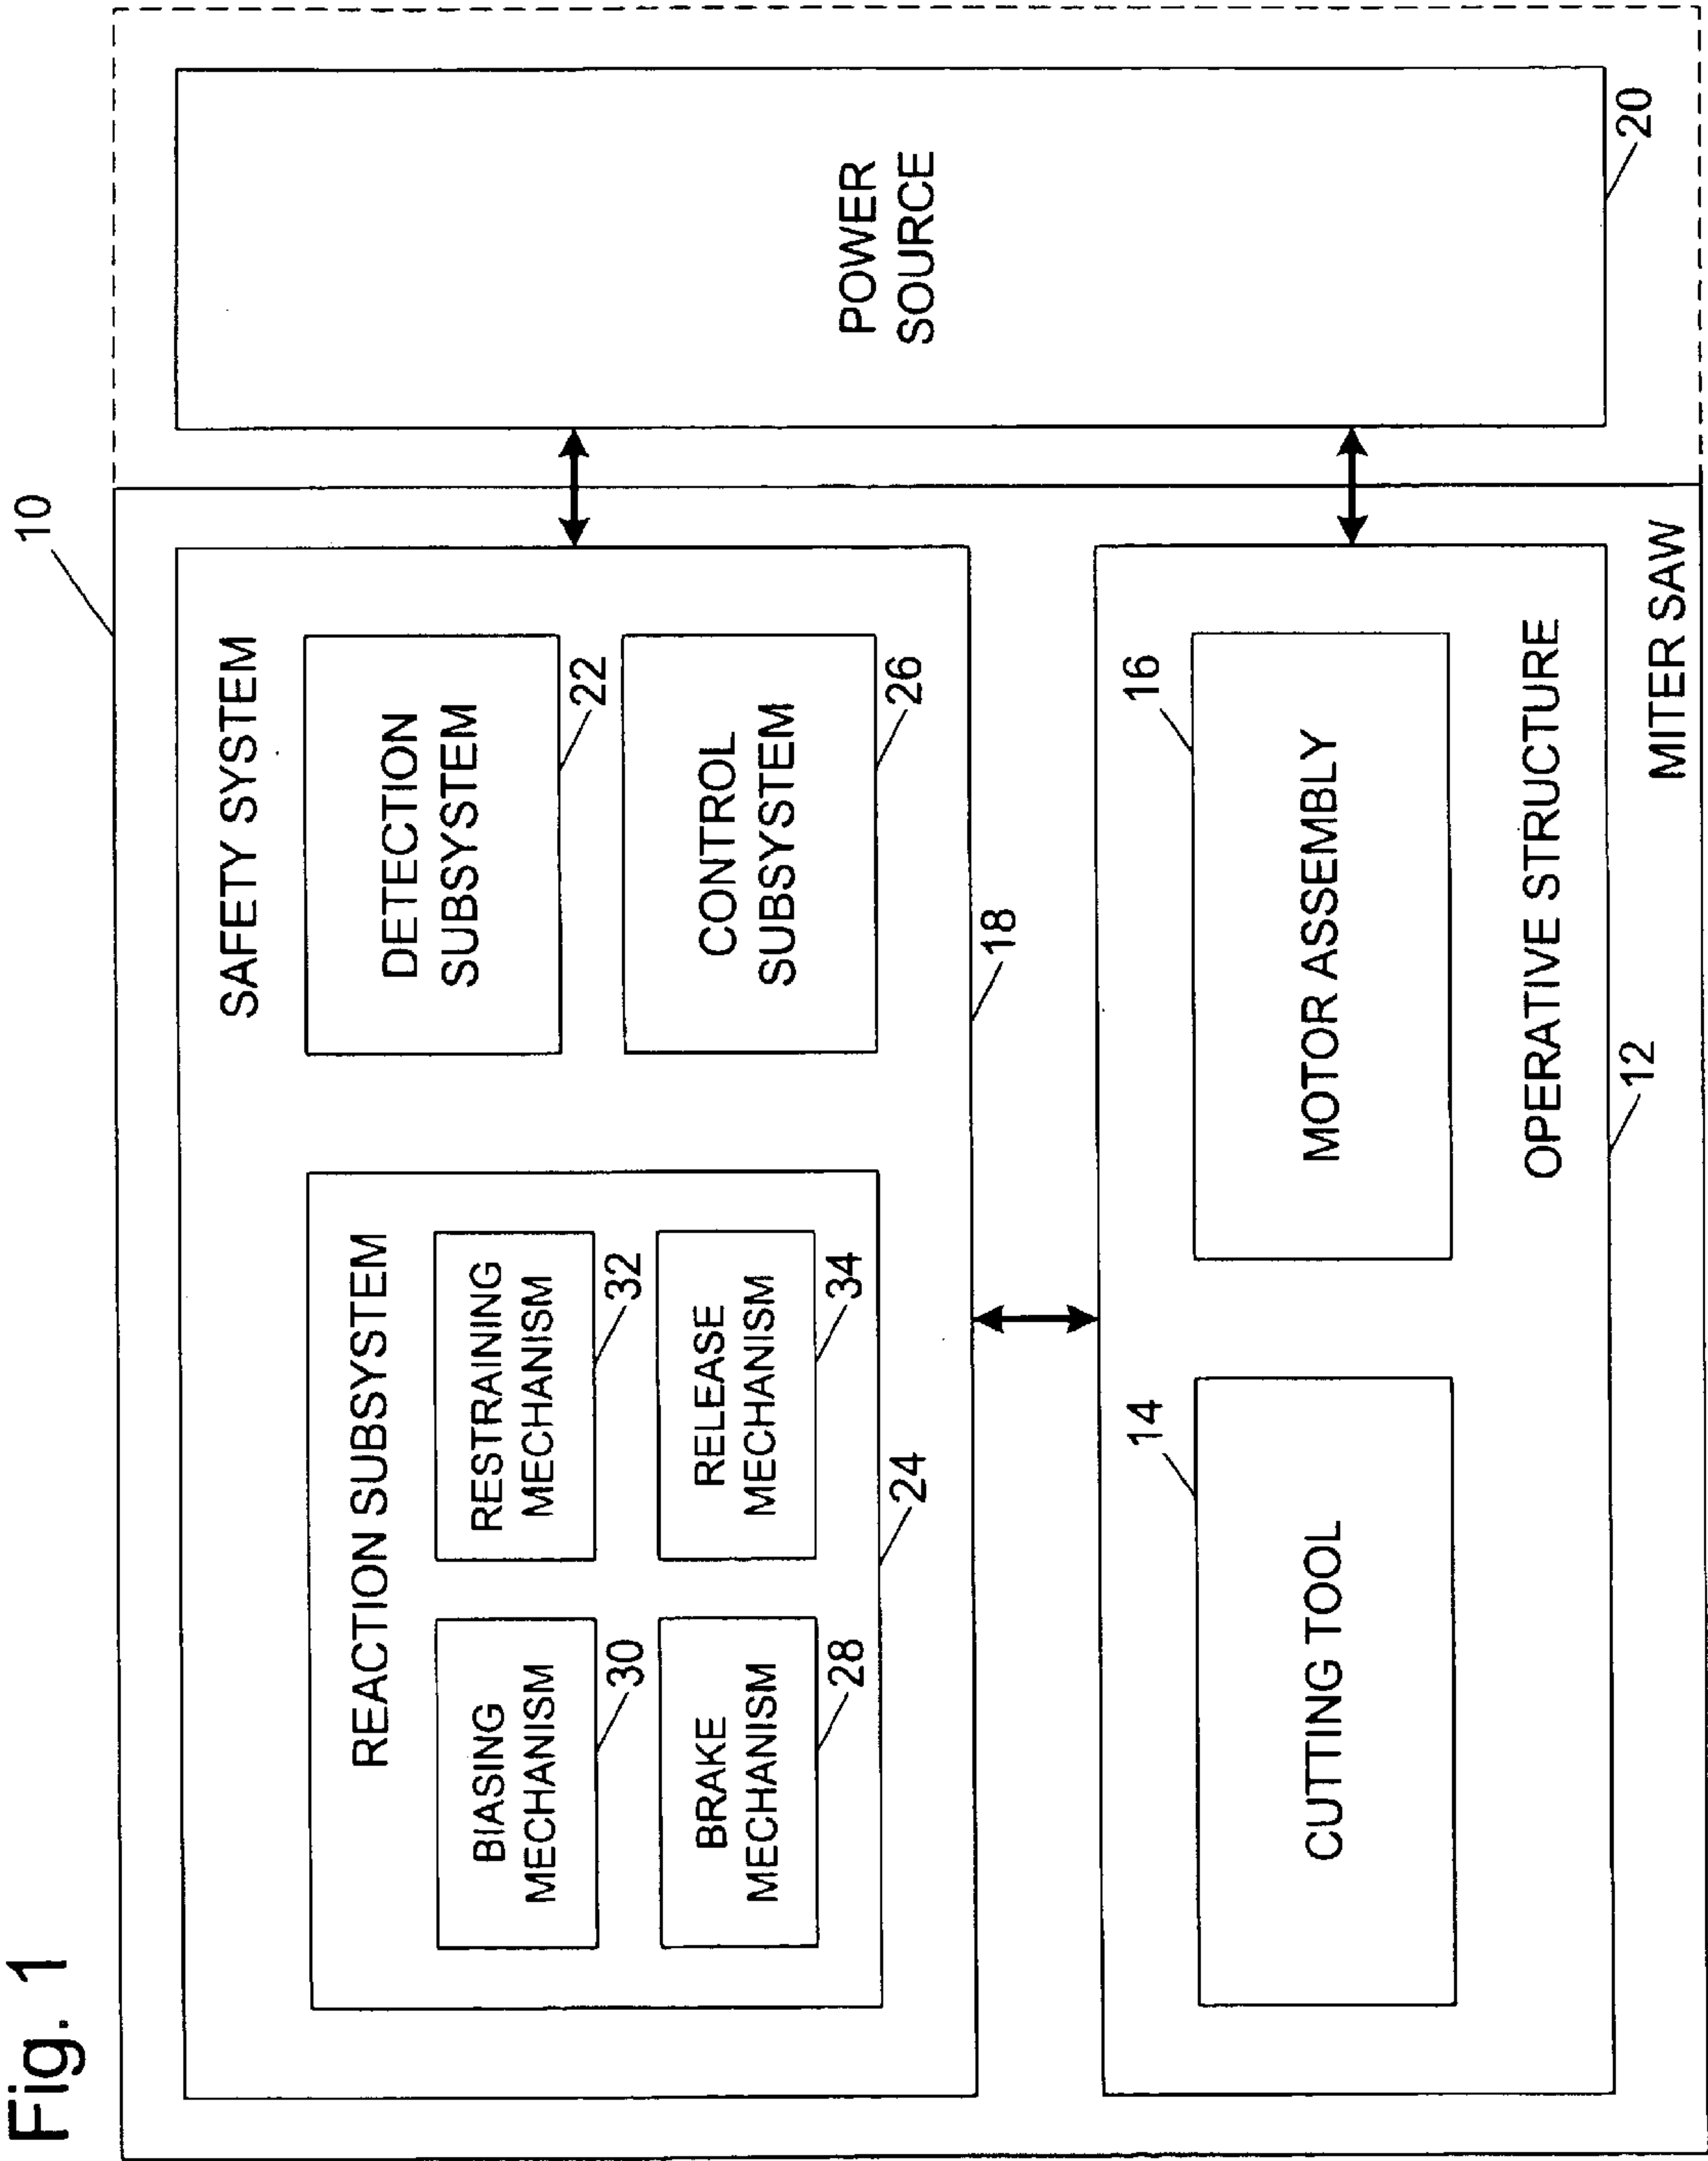 Fig. 1
10
SAFETY SYSTEM
REACTION SUBSYSTEM
BIASING
MECHANISM
30
RESTRAINING
MECHANISM
32
BRAKE
MECHANISM
28
RELEASE
MECHANISM
34
24
DETECTION
SUBSYSTEM
22
CONTROL
SUBSYSTEM
26
18
14
CUTTING TOOL
16
MOTOR ASSEMBLY
OPERATIVE STRUCTURE
12
MITER SAW
POWER
SOURCE
20